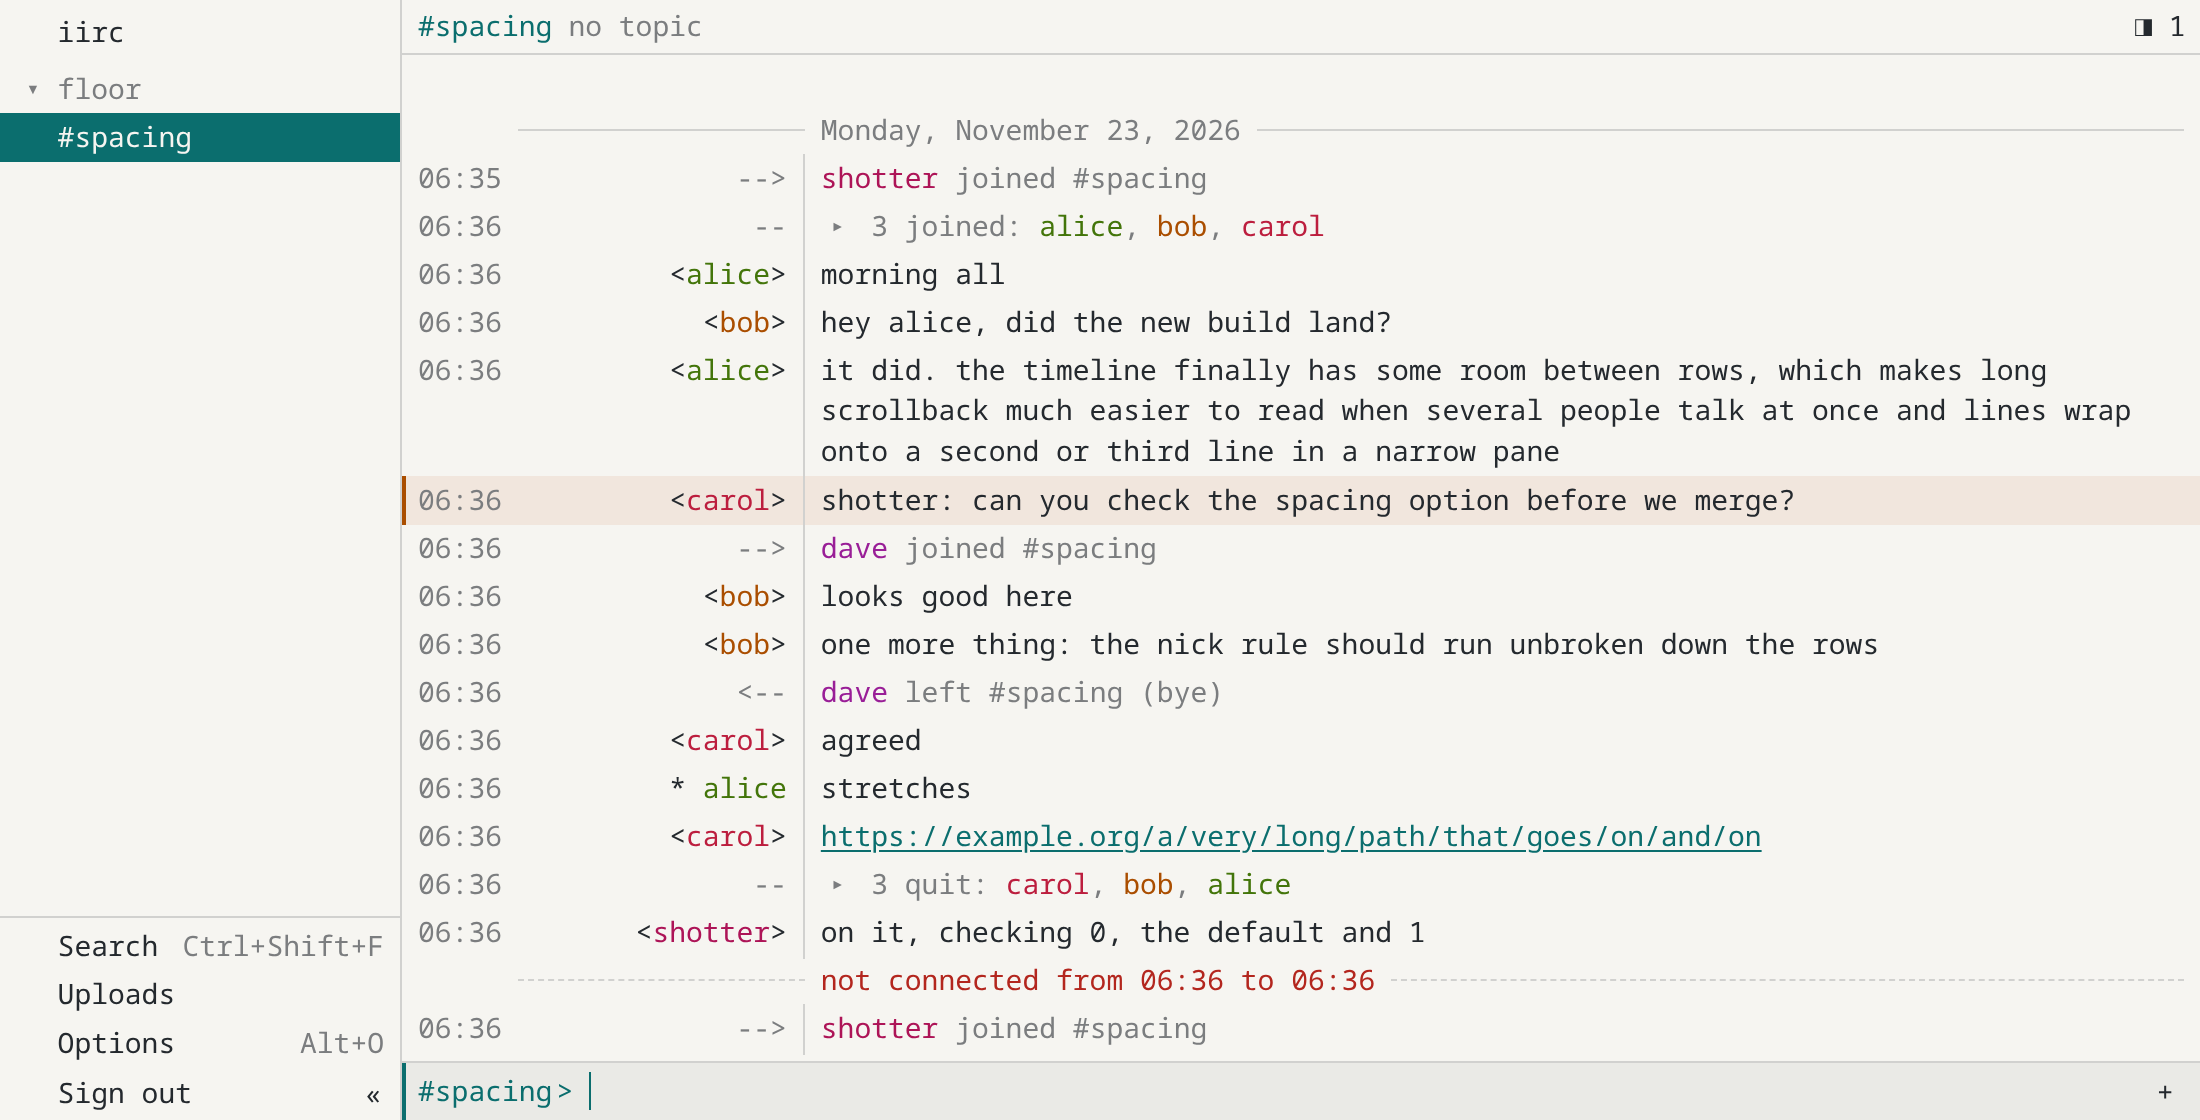 iirc
▾ floor
#spacing
Search Ctrl+Shift+F
Uploads
Options Alt+O
Sign out «
#spacing no topic ◨ 1
Monday, November 23, 2026
06:35 --> shotter joined #spacing
06:36 -- ▸ 3 joined: alice, bob, carol
06:36 <alice> morning all
06:36 <bob> hey alice, did the new build land?
06:36 <alice> it did. the timeline finally has some room between rows, which makes long
scrollback much easier to read when several people talk at once and lines wrap
onto a second or third line in a narrow pane
06:36 <carol> shotter: can you check the spacing option before we merge?
06:36 --> dave joined #spacing
06:36 <bob> looks good here
06:36 <bob> one more thing: the nick rule should run unbroken down the rows
06:36 <-- dave left #spacing (bye)
06:36 <carol> agreed
06:36 * alice stretches
06:36 <carol> https://example.org/a/very/long/path/that/goes/on/and/on
06:36 -- ▸ 3 quit: carol, bob, alice
06:36 <shotter> on it, checking 0, the default and 1
not connected from 06:36 to 06:36
06:36 --> shotter joined #spacing
#spacing> +